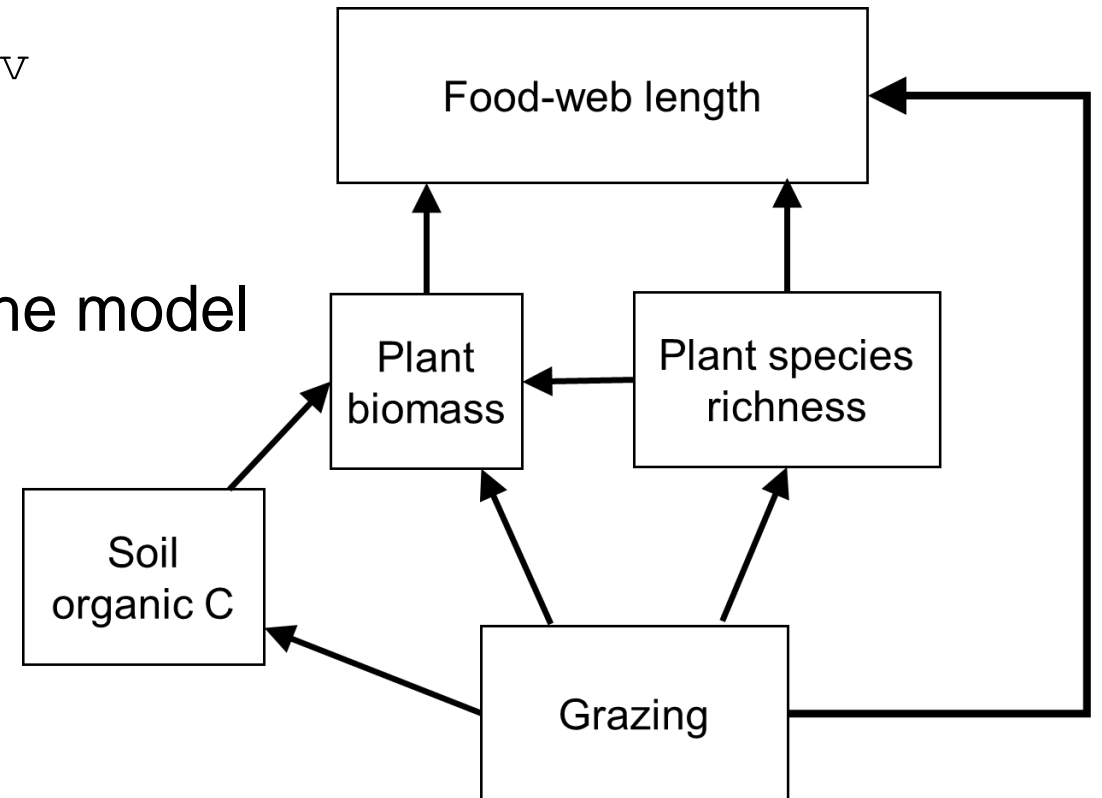 v
Food-web length
he model
Plant
biomass
Plant species
richness
Soil
organic C
Grazing